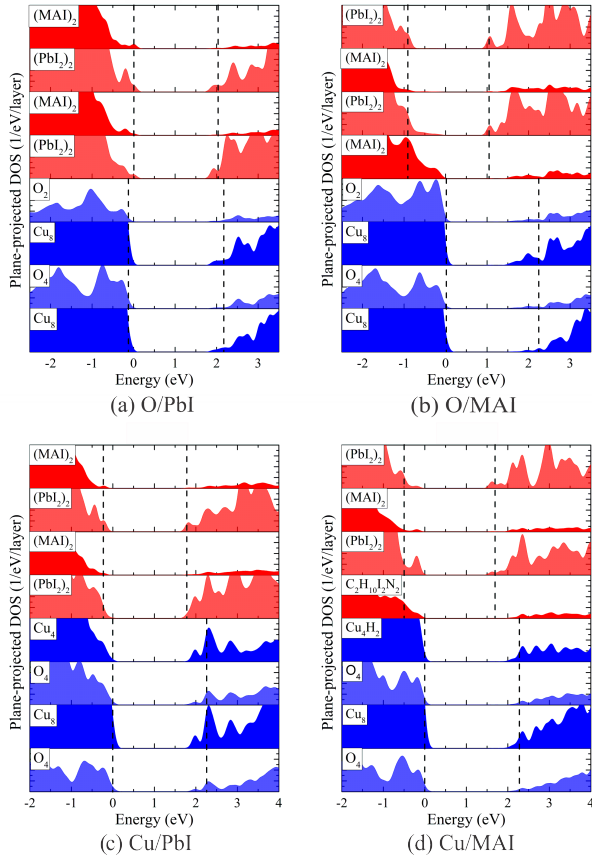 Plane-projected DOS (1/eV/layer)
(MAI)₂
(PbI₂)₂
(MAI)₂
(PbI₂)₂
O₂
Cu₈
O₄
Cu₈
-2 -1 0 1 2 3
Energy (eV)
(a) O/PbI
Plane-projected DOS (1/eV/layer)
(PbI₂)₂
(MAI)₂
(PbI₂)₂
(MAI)₂
O₂
Cu₈
O₄
Cu₈
-2 -1 0 1 2 3
Energy (eV)
(b) O/MAI
Plane-projected DOS (1/eV/layer)
(MAI)₂
(PbI₂)₂
(MAI)₂
(PbI₂)₂
Cu₄
O₄
Cu₈
O₄
-2 -1 0 1 2 3 4
Energy (eV)
(c) Cu/PbI
Plane-projected DOS (1/eV/layer)
(PbI₂)₂
(MAI)₂
(PbI₂)₂
C₂H₁₀I₂N₂
Cu₄H₂
O₄
Cu₈
O₄
-2 -1 0 1 2 3 4
Energy (eV)
(d) Cu/MAI